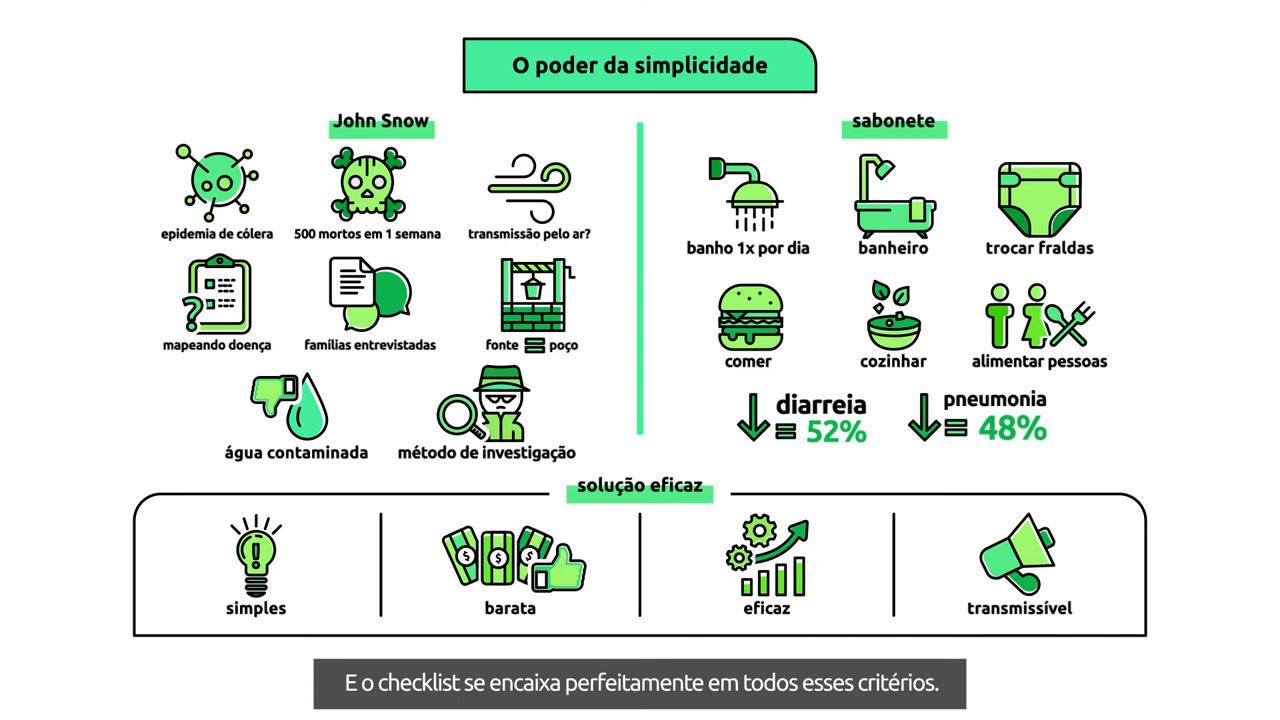 O poder da simplicidade
John Snow
epidemia de cólera
500 mortos em 1 semana
transmissão pelo ar?
mapeando doença
famílias entrevistadas
fonte = poço
água contaminada
método de investigação
sabonete
banho 1x por dia
banheiro
trocar fraldas
comer
cozinhar
alimentar pessoas
diarreia
= 52%
pneumonia
= 48%
solução eficaz
simples
barata
eficaz
transmissível
E o checklist se encaixa perfeitamente em todos esses critérios.